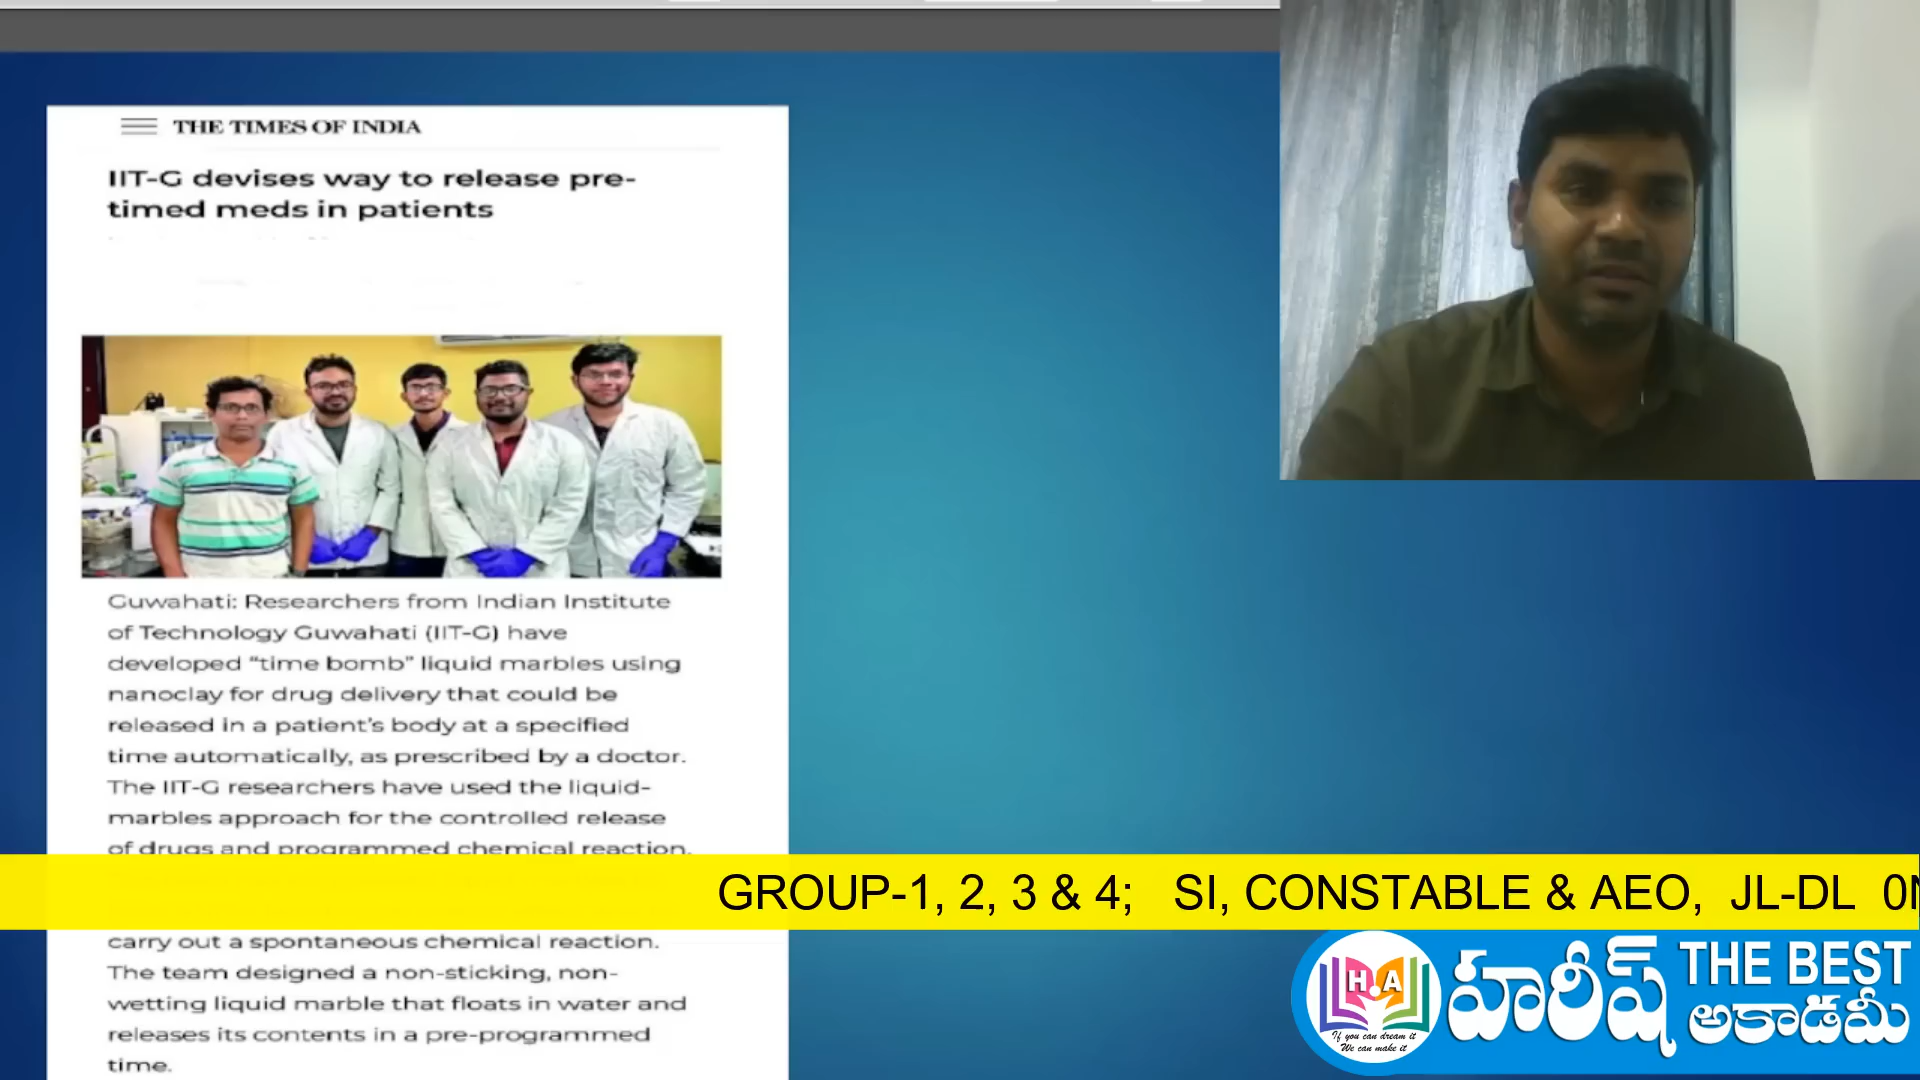 THE TIMES OF INDIA
IIT-G devises way to release pre-
timed meds in patients
Guwahati: Researchers from Indian Institute
of Technology Guwahati (IIT-G) have
developed “time bomb” liquid marbles using
nanoclay for drug delivery that could be
released in a patient’s body at a specified
time automatically, as prescribed by a doctor.
The IIT-G researchers have used the liquid-
marbles approach for the controlled release
of drugs and programmed chemical reaction.
GROUP-1, 2, 3 & 4; SI, CONSTABLE & AEO, JL-DL
carry out a spontaneous chemical reaction.
The team designed a non-sticking, non-
wetting liquid marble that floats in water and
releases its contents in a pre-programmed
time.
H.A
If you can dream it
We can make it
హరీష్ THE BEST
అకాడమీ